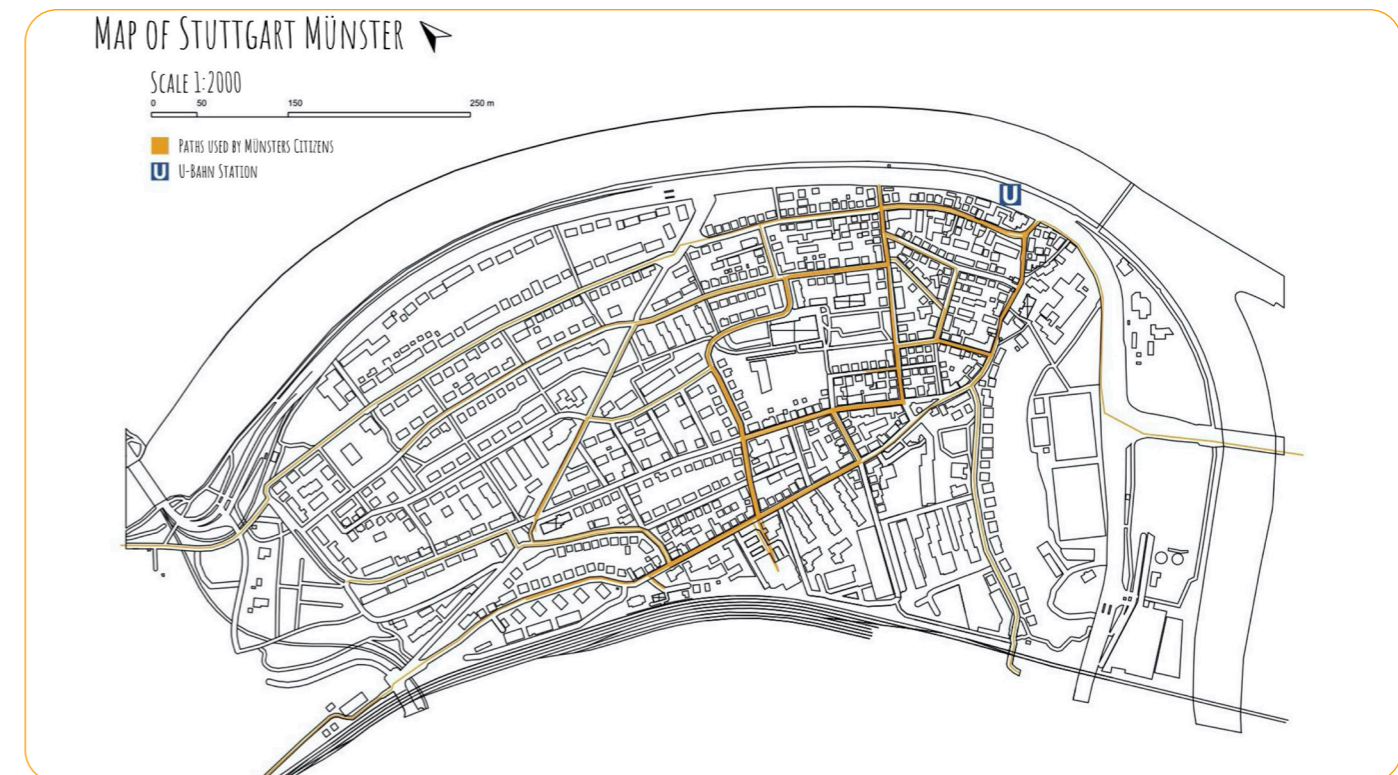 MAP OF STUTTGART MÜNSTER
SCALE 1:2000
0 50 150 250 m
PATHS USED BY MÜNSTERS CITIZENS
U U-BAHN STATION
U